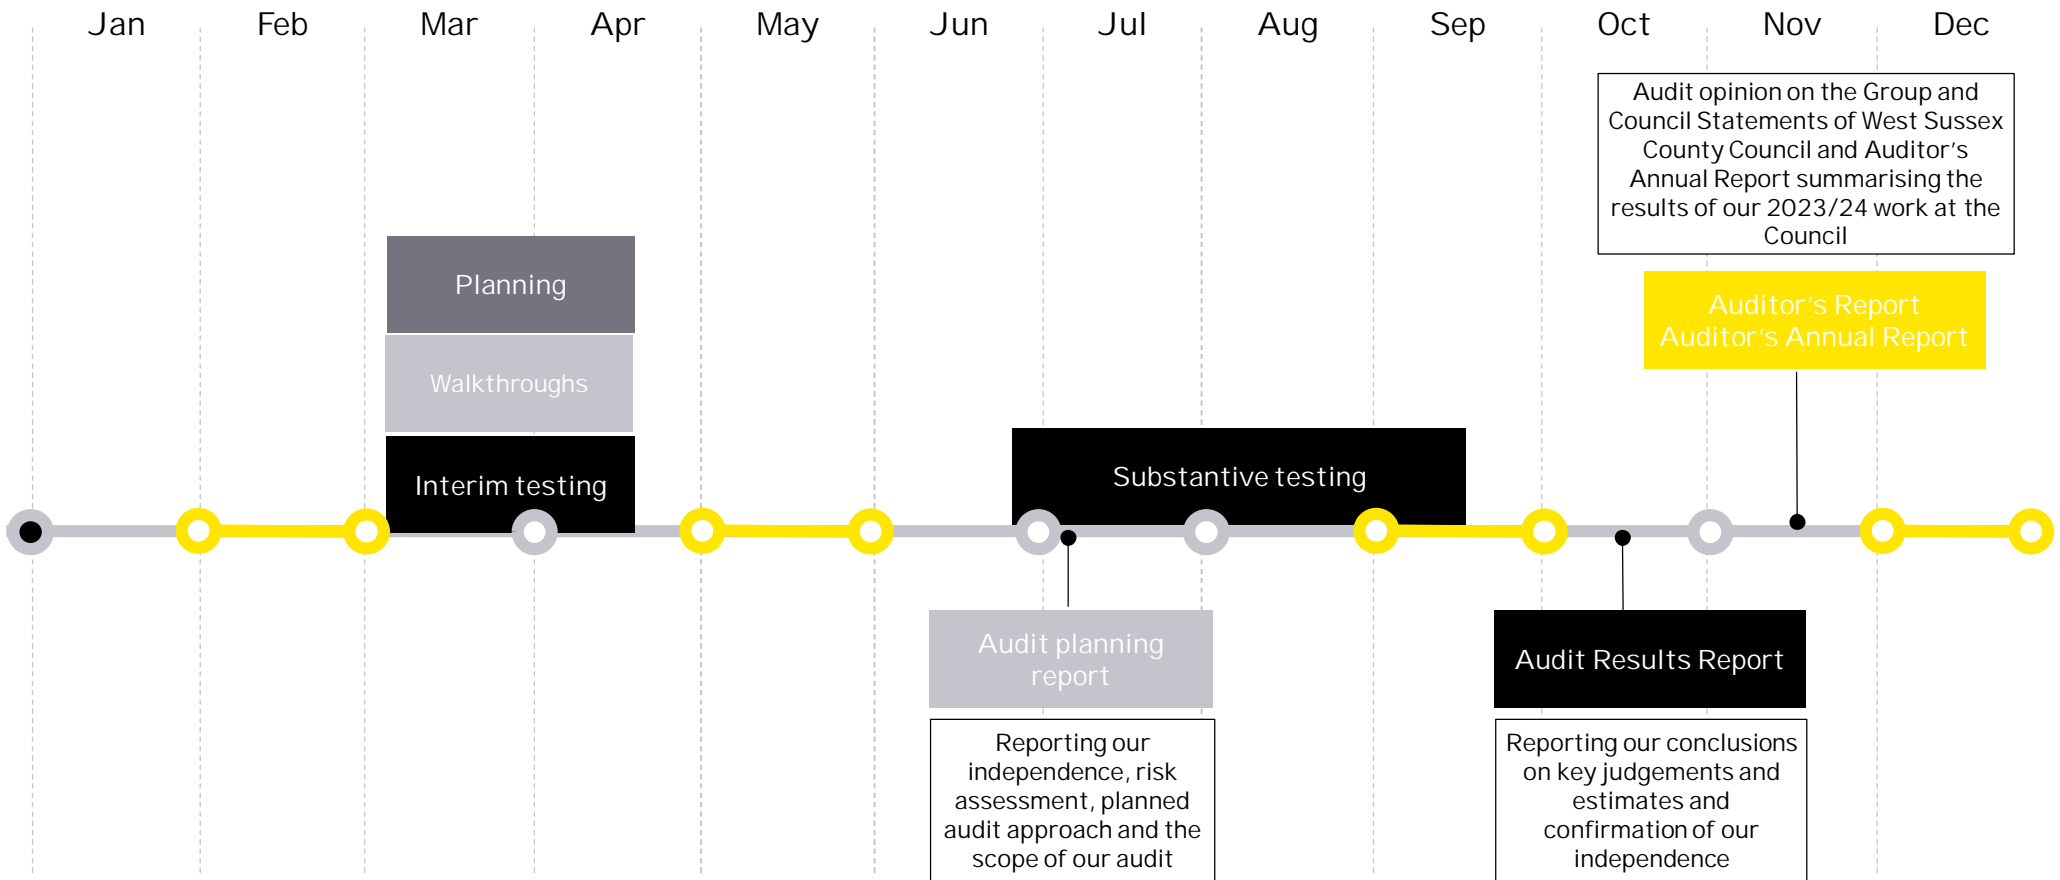 Jan Feb Mar Apr May Jun Jul Aug Sep Oct Nov Dec
Audit opinion on the Group and
Council Statements of West Sussex
County Council and Auditor’s
Annual Report summarising the
results of our 2023/24 work at the
Council
Planning
Auditor’s Report
Auditor’s Annual Report
Walkthroughs
Interim testing
Substantive testing
Audit planning
report
Audit Results Report
Reporting our
independence, risk
assessment, planned
audit approach and the
scope of our audit
Reporting our conclusions
on key judgements and
estimates and
confirmation of our
independence